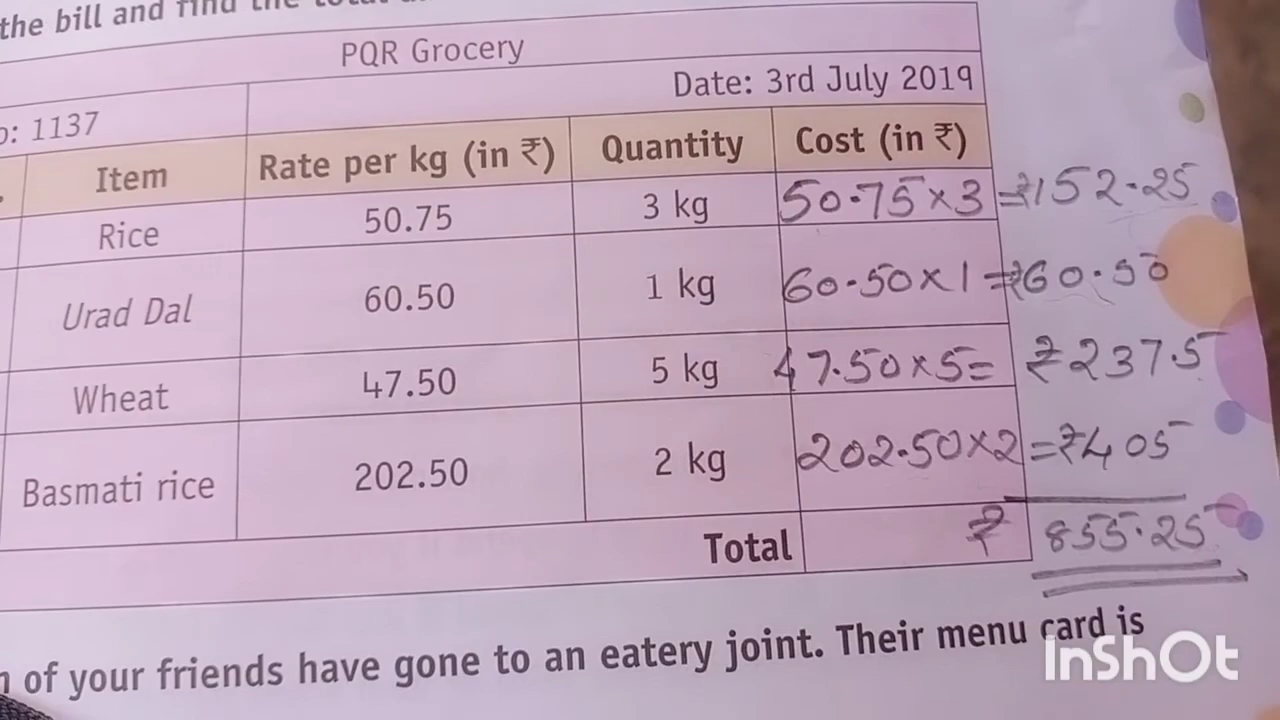 the bill and find the total
PQR Grocery
: 1137 Date: 3rd July 2019
Item Rate per kg (in ₹) Quantity Cost (in ₹)
Rice 50.75 3 kg 50.75×3 =₹152.25
Urad Dal 60.50 1 kg 60.50×1 =₹60.50
Wheat 47.50 5 kg 47.50×5= ₹237.5
Basmati rice 202.50 2 kg 202.50×2 =₹405
Total ₹ 855.25
of your friends have gone to an eatery joint. Their menu card is
InShOt